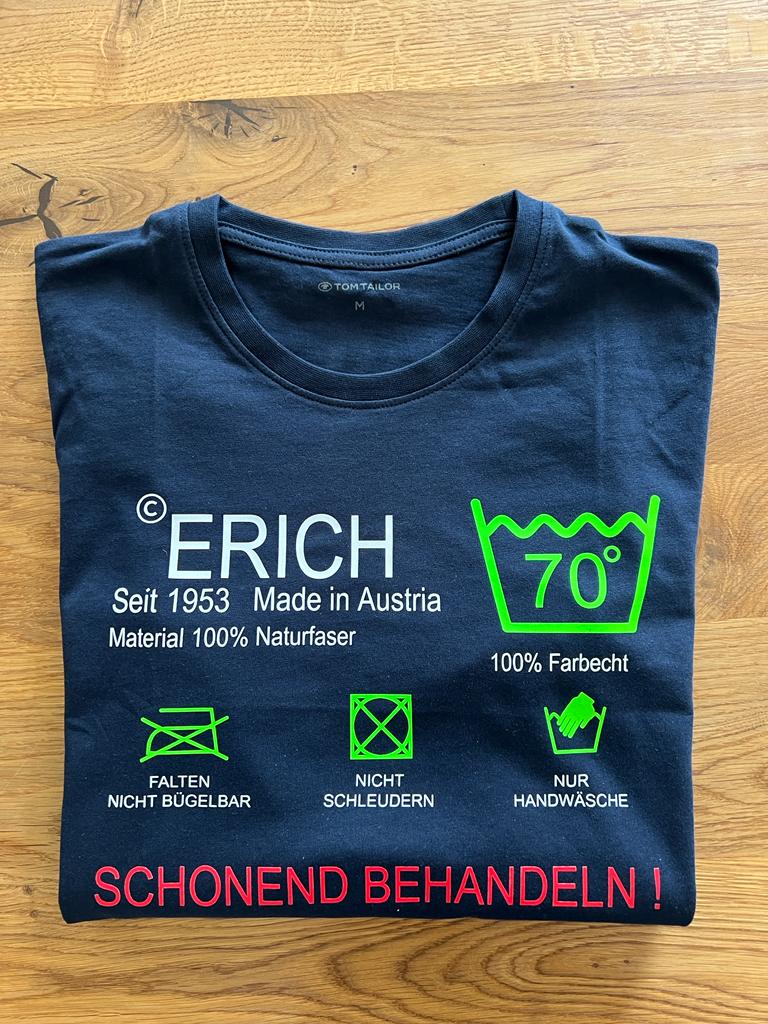 TOM TAILOR
M
© ERICH
70°
Seit 1953 Made in Austria
Material 100% Naturfaser
100% Farbecht
FALTEN
NICHT BÜGELBAR
NICHT
SCHLEUDERN
NUR
HANDWÄSCHE
SCHONEND BEHANDELN !